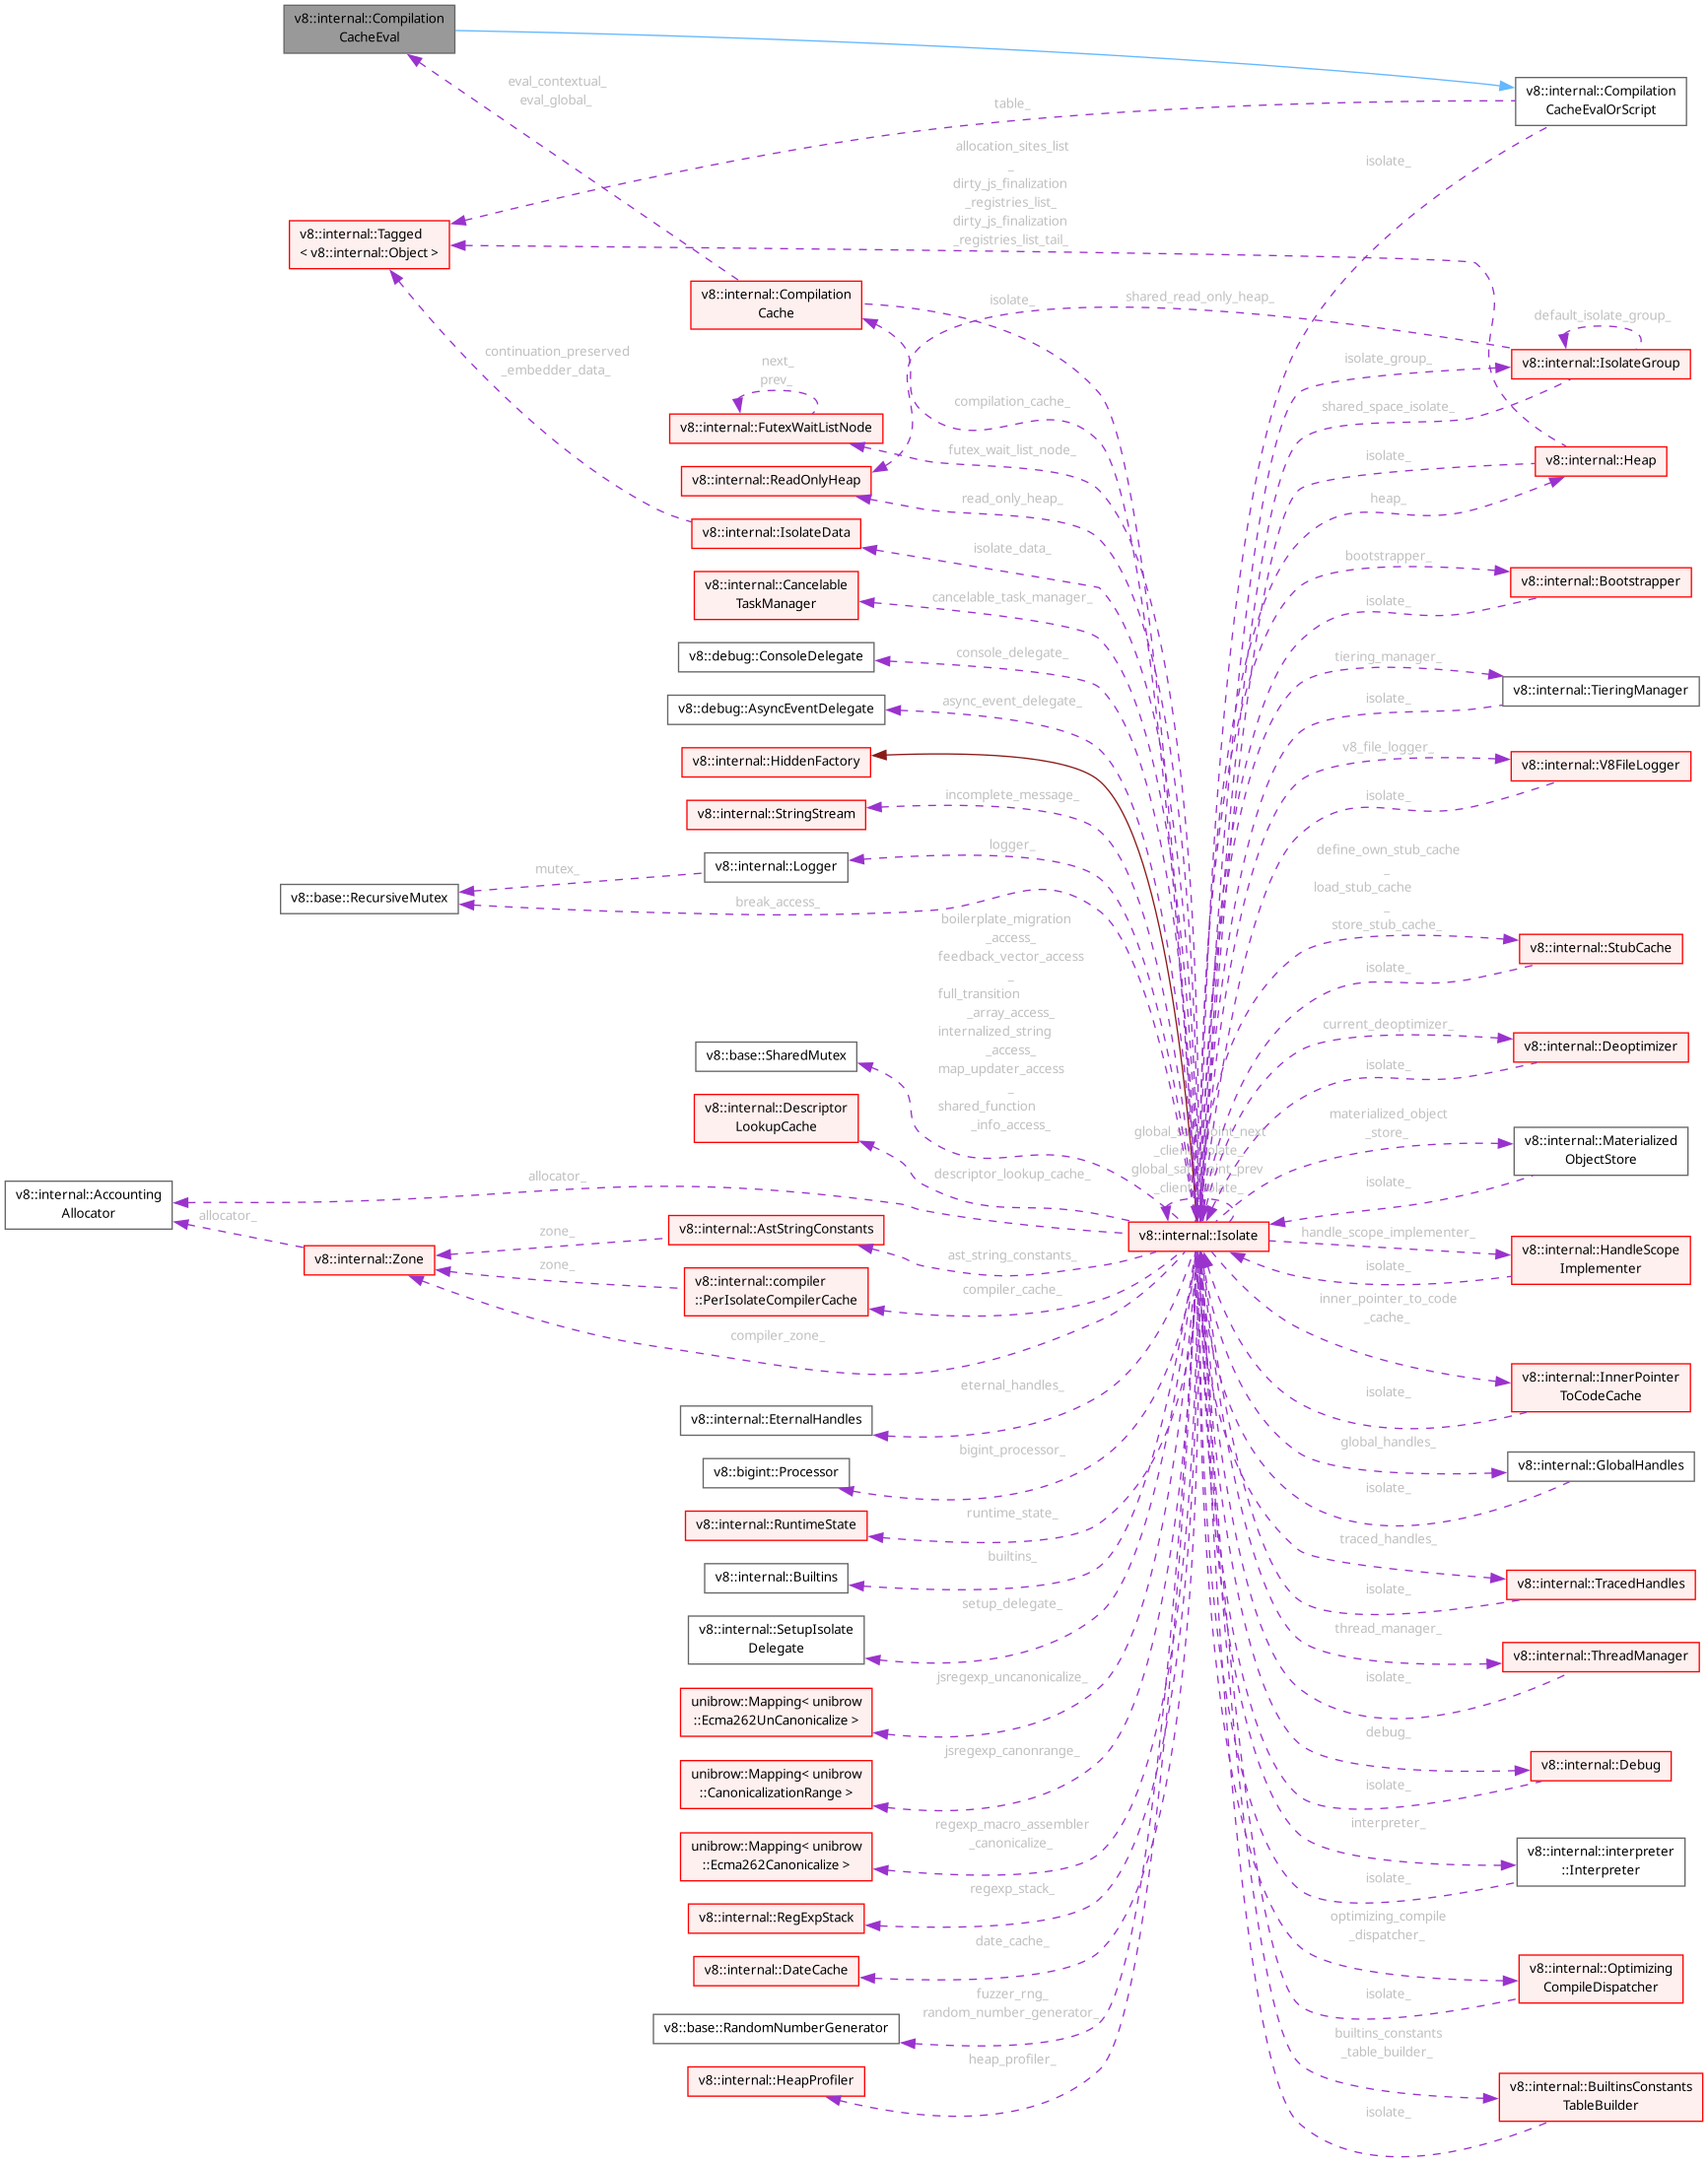 v8::internal::Compilation
CacheEval
eval_contextual_
eval_global_
v8::internal::Compilation
CacheEvalOrScript
table_
isolate_
allocation_sites_list
_
dirty_js_finalization
_registries_list_
dirty_js_finalization
_registries_list_tail_
v8::internal::Tagged
< v8::internal::Object >
v8::internal::Compilation
Cache
isolate_
shared_read_only_heap_
default_isolate_group_
v8::internal::IsolateGroup
isolate_group_
shared_space_isolate_
continuation_preserved
_embedder_data_
next_
prev_
compilation_cache_
v8::internal::FutexWaitListNode
futex_wait_list_node_
v8::internal::Heap
isolate_
heap_
v8::internal::ReadOnlyHeap
read_only_heap_
v8::internal::IsolateData
isolate_data_
v8::internal::Cancelable
TaskManager
cancelable_task_manager_
bootstrapper_
v8::internal::Bootstrapper
isolate_
v8::debug::ConsoleDelegate
console_delegate_
tiering_manager_
v8::internal::TieringManager
isolate_
v8::debug::AsyncEventDelegate
async_event_delegate_
v8::internal::HiddenFactory
v8_file_logger_
v8::internal::V8FileLogger
isolate_
v8::internal::StringStream
incomplete_message_
v8::internal::Logger
logger_
mutex_
v8::base::RecursiveMutex
break_access_
define_own_stub_cache
_
load_stub_cache
_
store_stub_cache_
v8::internal::StubCache
isolate_
boilerplate_migration
_access_
feedback_vector_access
_
full_transition
_array_access_
internalized_string
_access_
map_updater_access
_
shared_function
_info_access_
v8::base::SharedMutex
current_deoptimizer_
v8::internal::Deoptimizer
isolate_
v8::internal::Descriptor
LookupCache
descriptor_lookup_cache_
global_safepoint_next
_client_isolate_
global_safepoint_prev
_client_isolate_
materialized_object
_store_
v8::internal::Materialized
ObjectStore
isolate_
v8::internal::Accounting
Allocator
allocator_
allocator_
v8::internal::Zone
zone_
zone_
v8::internal::AstStringConstants
ast_string_constants_
v8::internal::Isolate
handle_scope_implementer_
v8::internal::HandleScope
Implementer
isolate_
v8::internal::compiler
::PerIsolateCompilerCache
compiler_cache_
compiler_zone_
inner_pointer_to_code
_cache_
v8::internal::InnerPointer
ToCodeCache
isolate_
v8::internal::EternalHandles
eternal_handles_
v8::bigint::Processor
bigint_processor_
global_handles_
v8::internal::GlobalHandles
isolate_
v8::internal::RuntimeState
runtime_state_
v8::internal::Builtins
builtins_
traced_handles_
v8::internal::TracedHandles
isolate_
v8::internal::SetupIsolate
Delegate
setup_delegate_
thread_manager_
v8::internal::ThreadManager
isolate_
unibrow::Mapping< unibrow
::Ecma262UnCanonicalize >
jsregexp_uncanonicalize_
unibrow::Mapping< unibrow
::CanonicalizationRange >
jsregexp_canonrange_
debug_
v8::internal::Debug
isolate_
unibrow::Mapping< unibrow
::Ecma262Canonicalize >
regexp_macro_assembler
_canonicalize_
interpreter_
v8::internal::interpreter
::Interpreter
isolate_
v8::internal::RegExpStack
regexp_stack_
v8::internal::DateCache
date_cache_
optimizing_compile
_dispatcher_
v8::internal::Optimizing
CompileDispatcher
isolate_
v8::base::RandomNumberGenerator
fuzzer_rng_
random_number_generator_
v8::internal::HeapProfiler
heap_profiler_
builtins_constants
_table_builder_
v8::internal::BuiltinsConstants
TableBuilder
isolate_